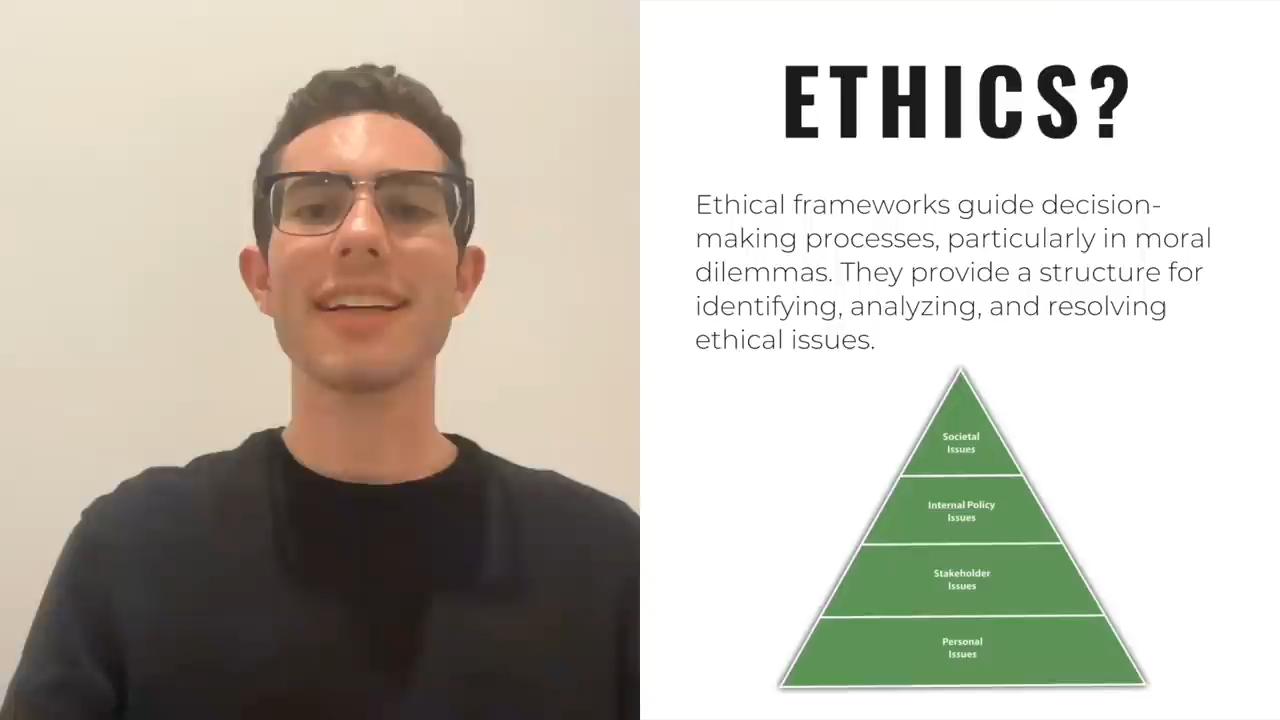 ETHICS?
Ethical frameworks guide decision-
making processes, particularly in moral
dilemmas. They provide a structure for
identifying, analyzing, and resolving
ethical issues.
Societal
Issues
Internal Policy
Issues
Stakeholder
Issues
Personal
Issues